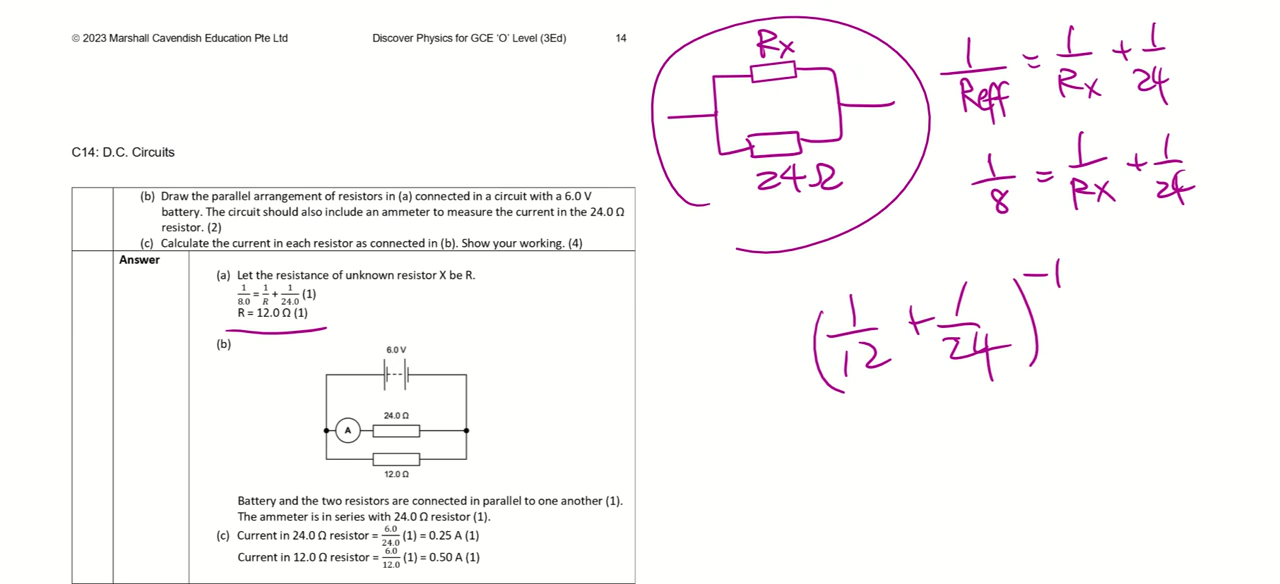 © 2023 Marshall Cavendish Education Pte Ltd Discover Physics for GCE 'O' Level (3Ed) 14
C14: D.C. Circuits
(b) Draw the parallel arrangement of resistors in (a) connected in a circuit with a 6.0 V
battery. The circuit should also include an ammeter to measure the current in the 24.0 Ω
resistor. (2)
(c) Calculate the current in each resistor as connected in (b). Show your working. (4)
Answer
(a) Let the resistance of unknown resistor X be R.
1/8.0 = 1/R + 1/24.0 (1)
R = 12.0 Ω (1)
(b)
6.0 V
24.0 Ω
A
12.0 Ω
Battery and the two resistors are connected in parallel to one another (1).
The ammeter is in series with 24.0 Ω resistor (1).
(c) Current in 24.0 Ω resistor = 6.0/24.0 (1) = 0.25 A (1)
Current in 12.0 Ω resistor = 6.0/12.0 (1) = 0.50 A (1)
Rx
24Ω
1/Reff = 1/Rx + 1/24
1/8 = 1/Rx + 1/24
(1/12 + 1/24)^-1